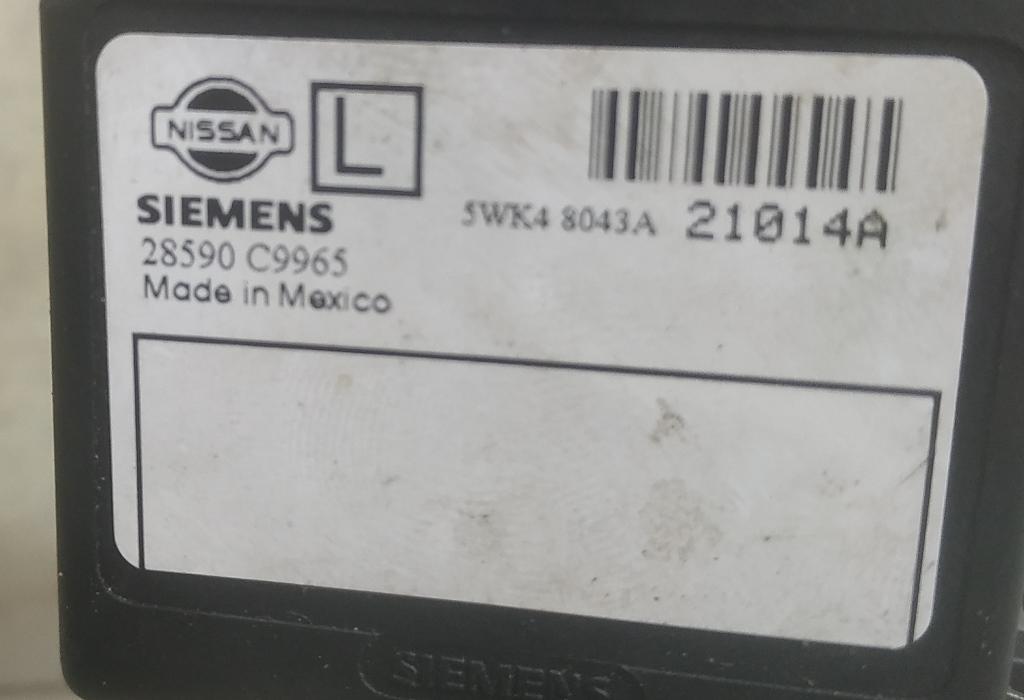 NISSAN
L
SIEMENS
5WK4 8043A 21014A
28590 C9965
Made in Mexico
SIEMENS